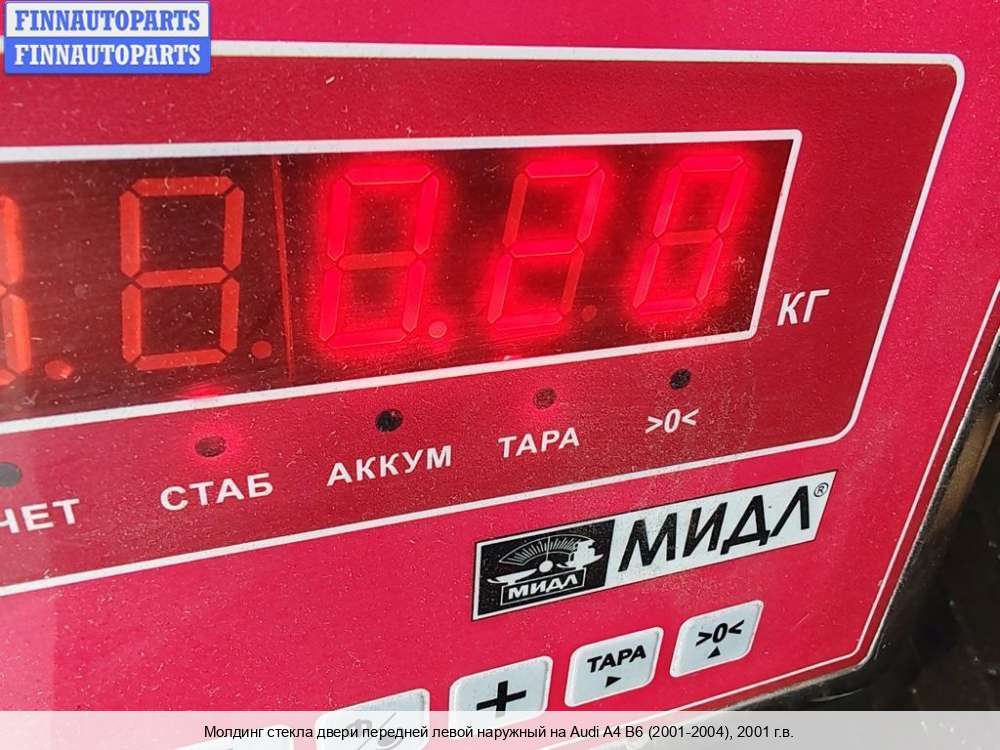 FINNAUTOPARTS
FINNAUTOPARTS
0.20
КГ
СТАБ
АККУМ
ТАРА
>0<
МИДЛ®
МИДЛ
+
ТАРА
>0<
Молдинг стекла двери передней левой наружный на Audi A4 B6 (2001-2004), 2001 г.в.